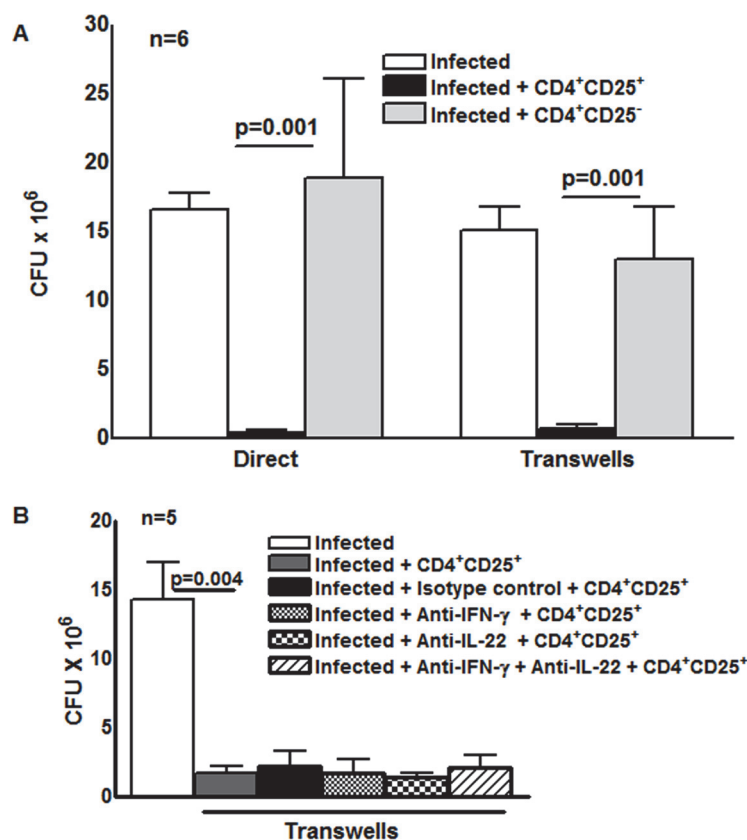 A
n=6
30
25
20
15
10
5
0
CFU x 10⁶
Infected
Infected + CD4⁺CD25⁺
Infected + CD4⁺CD25⁻
p=0.001
p=0.001
Direct
Transwells
B
n=5
20
15
10
5
0
CFU X 10⁶
Infected
Infected + CD4⁺CD25⁺
Infected + Isotype control + CD4⁺CD25⁺
Infected + Anti-IFN-γ + CD4⁺CD25⁺
Infected + Anti-IL-22 + CD4⁺CD25⁺
Infected + Anti-IFN-γ + Anti-IL-22 + CD4⁺CD25⁺
p=0.004
Transwells